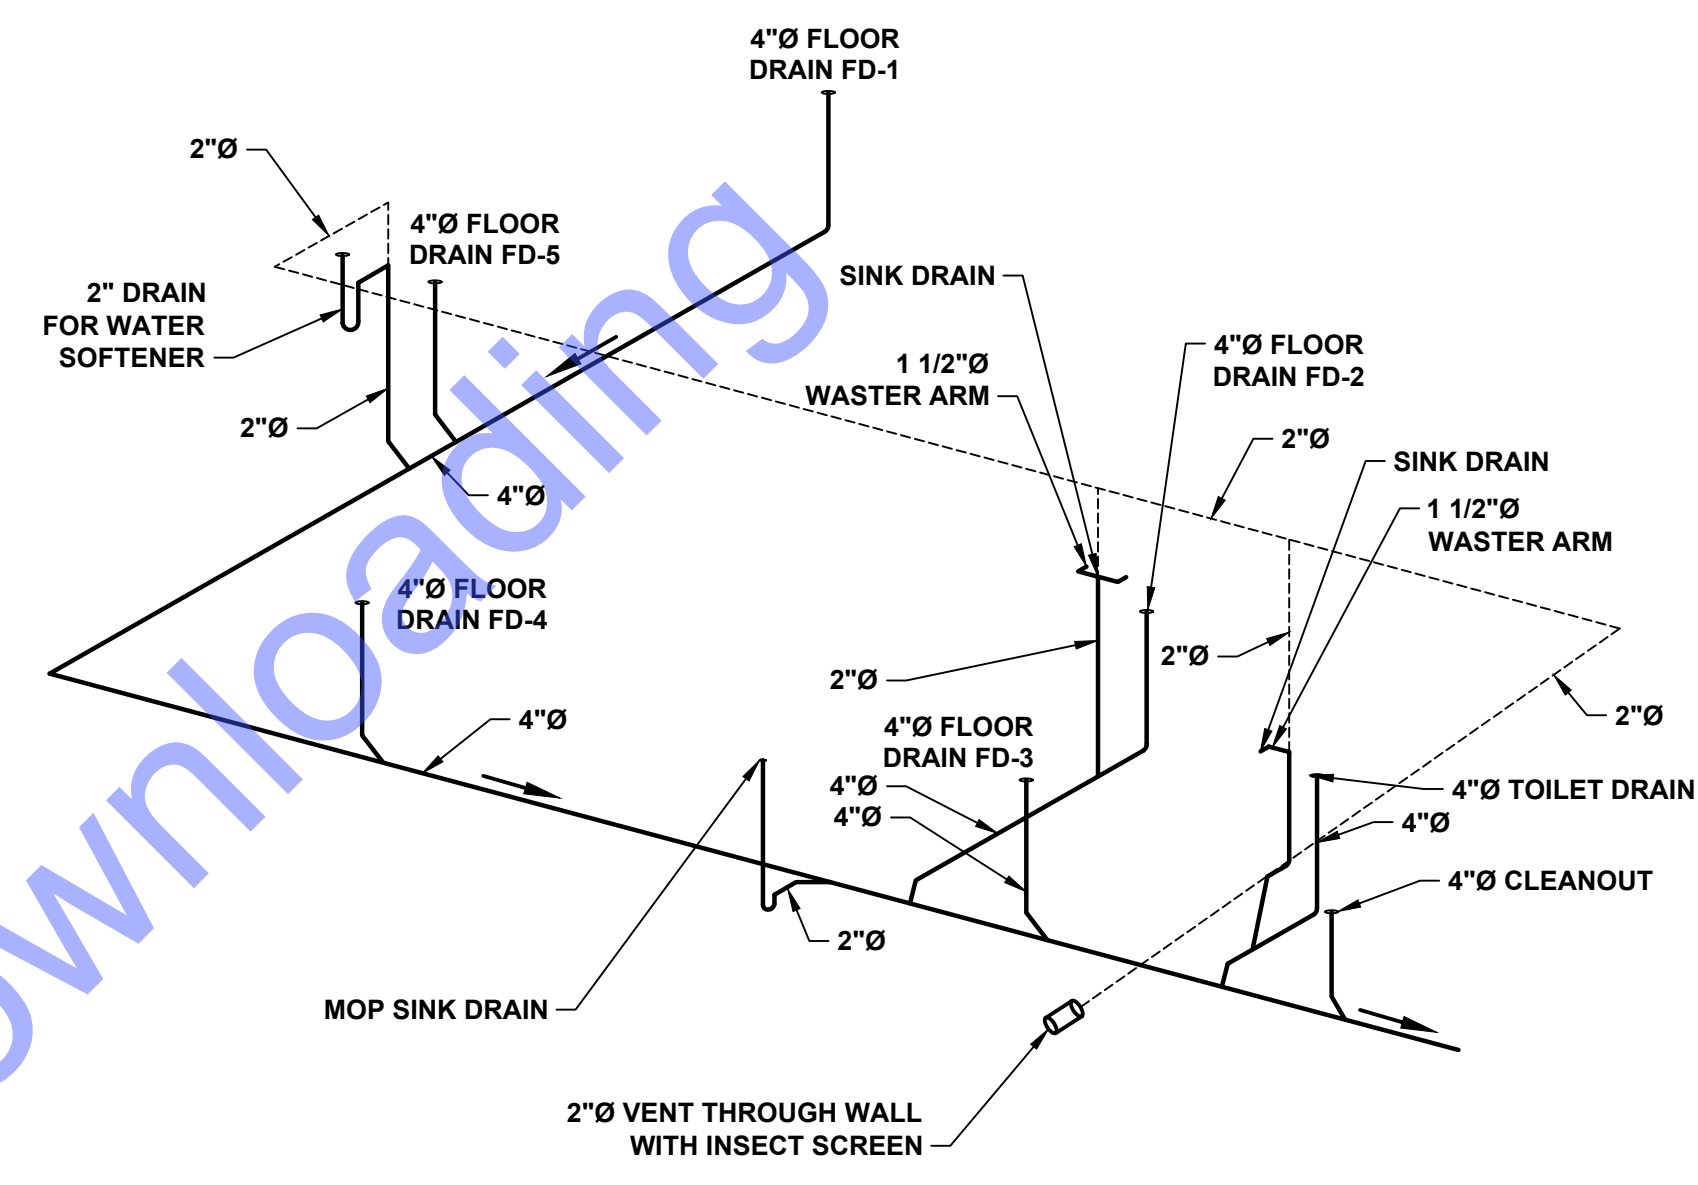 4"Ø FLOOR
DRAIN FD-1
2"Ø
4"Ø FLOOR
DRAIN FD-5
2" DRAIN
FOR WATER
SOFTENER
SINK DRAIN
1 1/2"Ø
WASTER ARM
4"Ø FLOOR
DRAIN FD-2
2"Ø
2"Ø
SINK DRAIN
4"Ø
1 1/2"Ø
WASTER ARM
4"Ø FLOOR
DRAIN FD-4
2"Ø
2"Ø
4"Ø
2"Ø
4"Ø FLOOR
DRAIN FD-3
4"Ø
4"Ø
4"Ø TOILET DRAIN
4"Ø
4"Ø CLEANOUT
2"Ø
MOP SINK DRAIN
2"Ø VENT THROUGH WALL
WITH INSECT SCREEN
ownloading